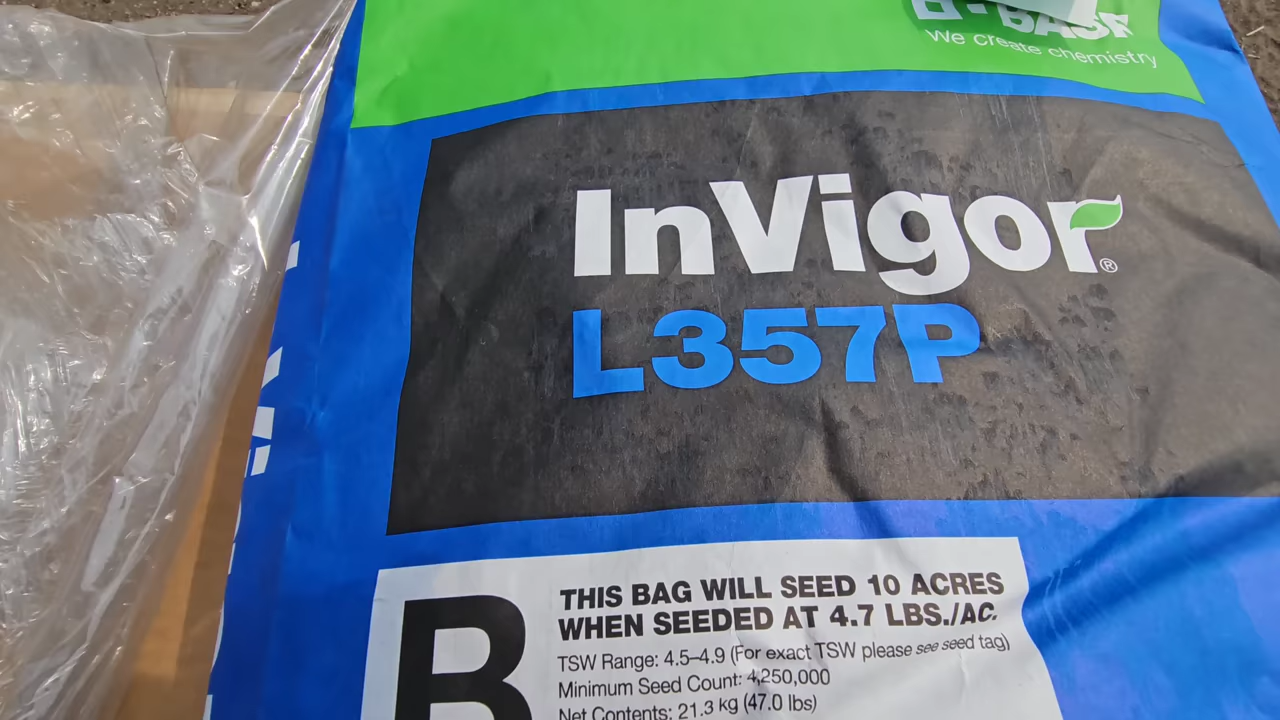 BASF
We create chemistry
InVigor®
L357P
B
THIS BAG WILL SEED 10 ACRES
WHEN SEEDED AT 4.7 LBS./AC.
TSW Range: 4.5–4.9 (For exact TSW please see seed tag)
Minimum Seed Count: 4,250,000
Net Contents: 21.3 kg (47.0 lbs)